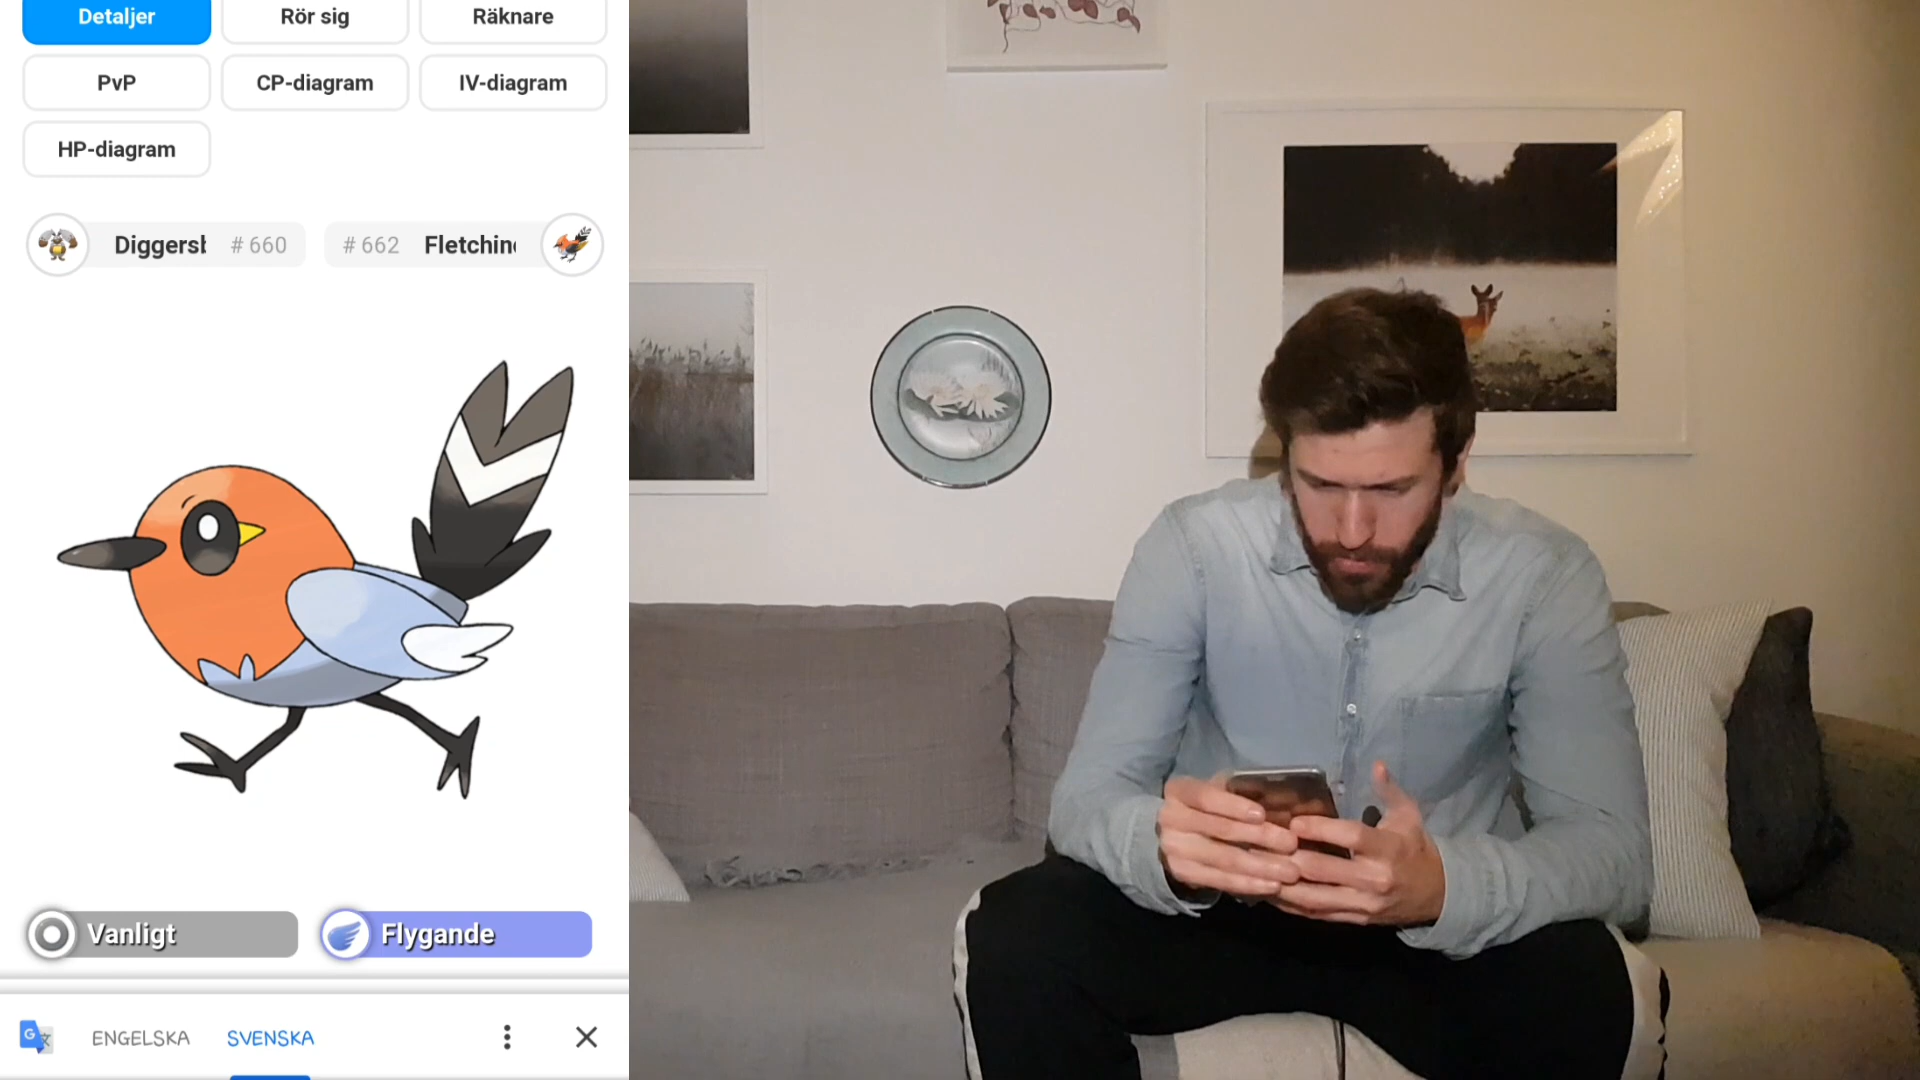 Detaljer Rör sig Räknare
PvP CP-diagram IV-diagram
HP-diagram
Diggersb # 660 # 662 Fletchin
Vanligt Flygande
ENGELSKA SVENSKA